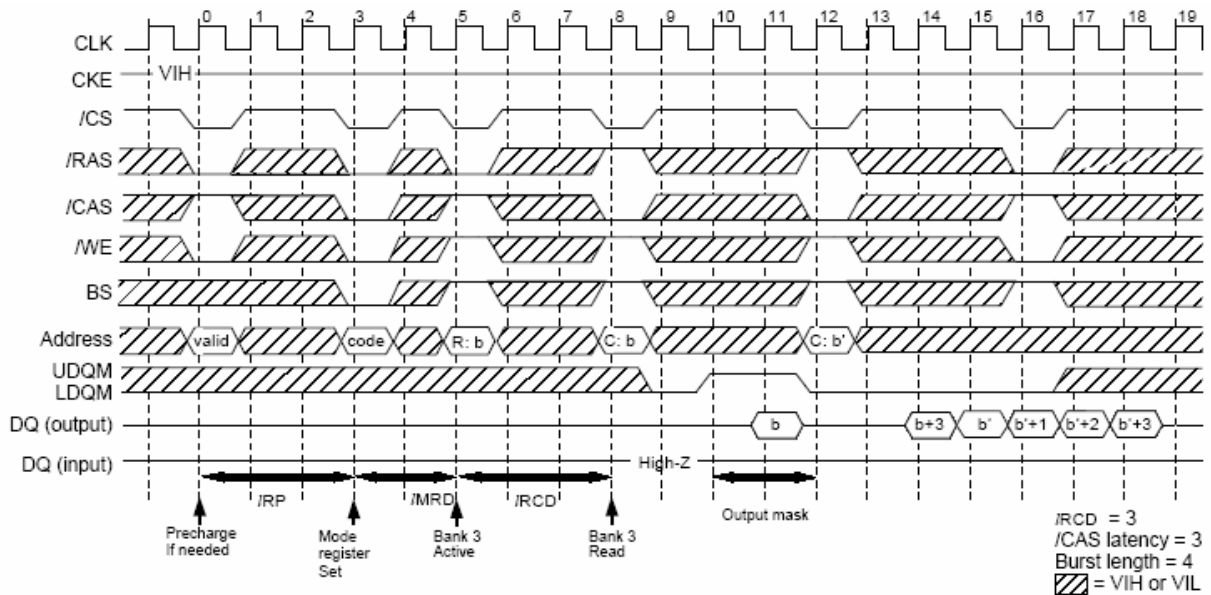 0 1 2 3 4 5 6 7 8 9 10 11 12 13 14 15 16 17 18 19
CLK
CKE VIH
/CS
/RAS
/CAS
/WE
BS
Address valid code R: b C: b C: b'
UDQM
LDQM
DQ (output) b b+3 b' b'+1 b'+2 b'+3
DQ (input) High-Z
/RP /MRD /RCD Output mask
Precharge
If needed
Mode
register
Set
Bank 3
Active
Bank 3
Read
/RCD = 3
/CAS latency = 3
Burst length = 4
= VIH or VIL